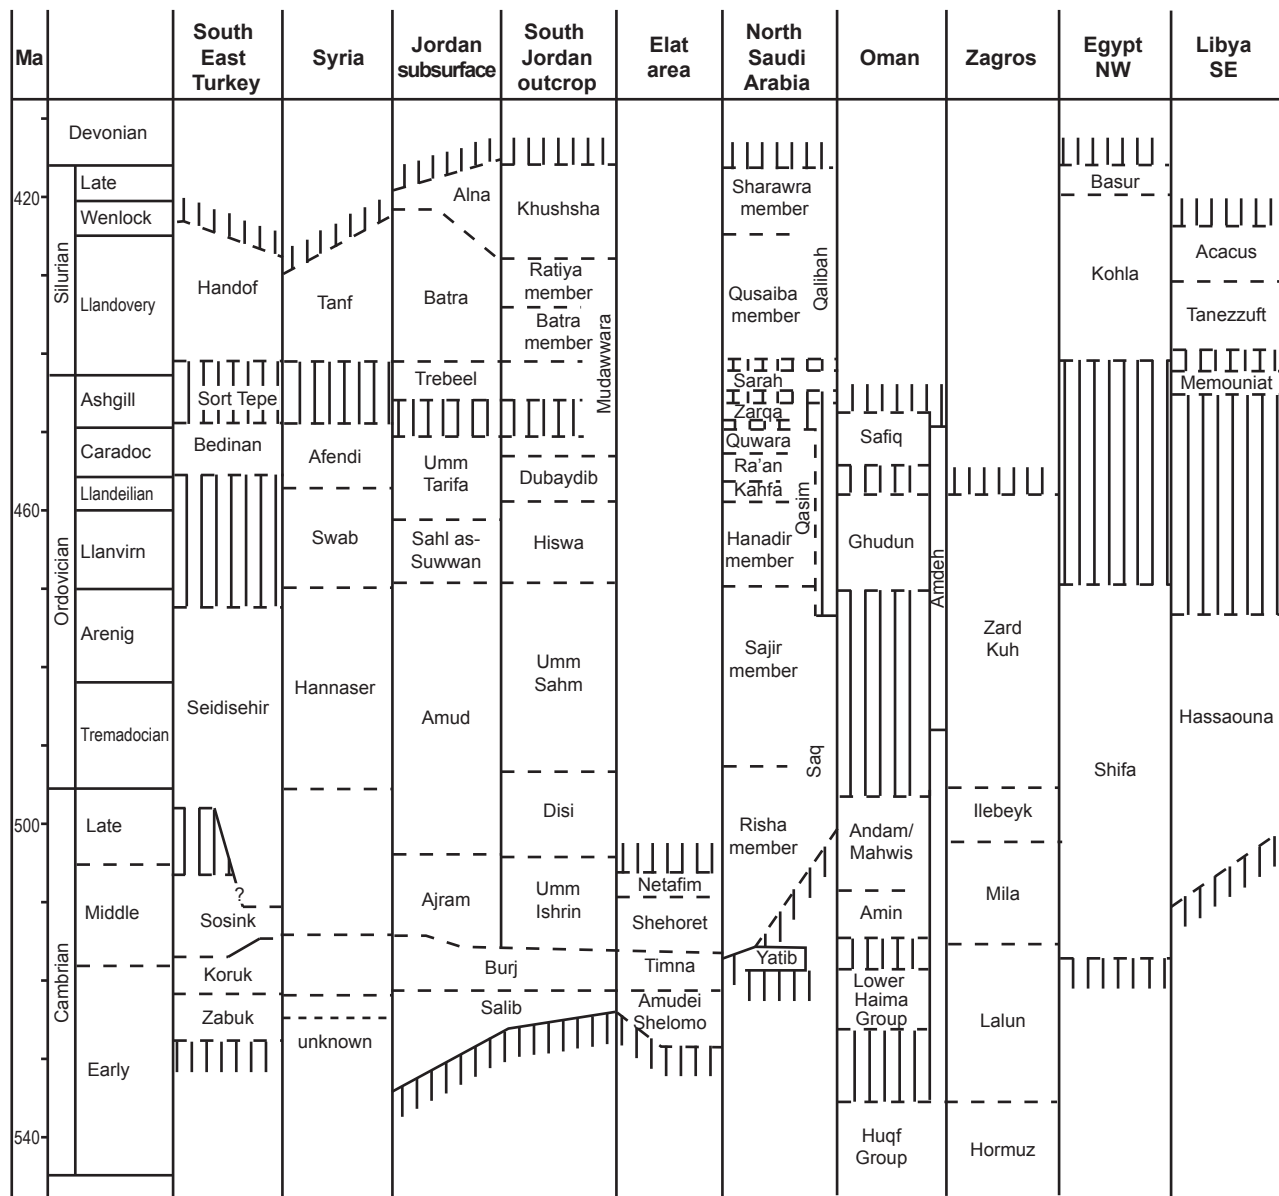 Ma
South
East
Turkey
Syria
Jordan
subsurface
South
Jordan
outcrop
Elat
area
North
Saudi
Arabia
Oman
Zagros
Egypt
NW
Libya
SE
420
460
500
540
Devonian
Silurian
Late
Wenlock
Llandovery
Ordovician
Ashgill
Caradoc
Llandeilian
Llanvirn
Arenig
Tremadocian
Cambrian
Late
Middle
Early
Handof
Sort Tepe
Bedinan
Seidisehir
?
Sosink
Koruk
Zabuk
Tanf
Afendi
Swab
Hannaser
unknown
Alna
Batra
Trebeel
Umm
Tarifa
Sahl as-
Suwwan
Amud
Ajram
Burj
Salib
Khushsha
Ratiya
member
Batra
member
Mudawwara
Dubaydib
Hiswa
Umm
Sahm
Disi
Umm
Ishrin
Netafim
Shehoret
Timna
Amudei
Shelomo
Sharawra
member
Qusaiba
member
Qalibah
Sarah
Zarqa
Quwara
Ra'an
Kahfa
Hanadir
member
Qasim
Sajir
member
Saq
Risha
member
Yatib
Safiq
Ghudun
Amdeh
Andam/
Mahwis
Amin
Lower
Haima
Group
Huqf
Group
Zard
Kuh
Ilebeyk
Mila
Lalun
Hormuz
Basur
Kohla
Shifa
Acacus
Tanezzuft
Memouniat
Hassaouna